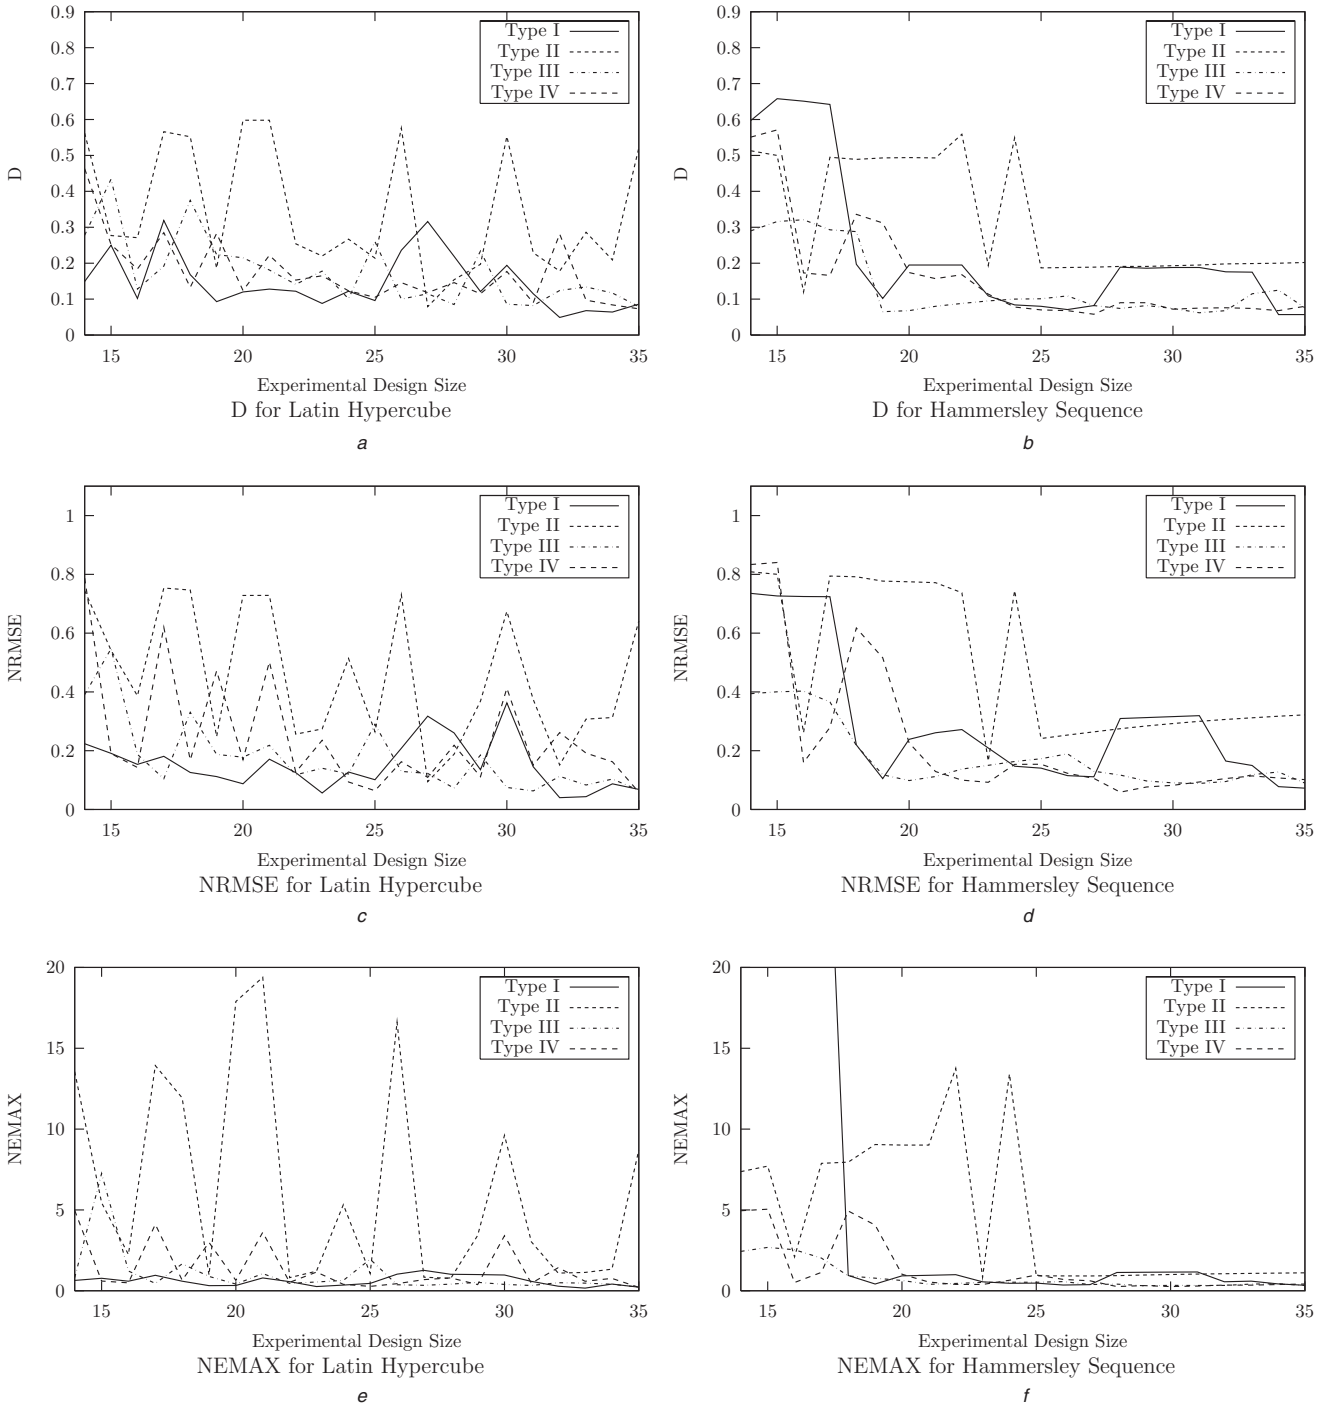 0.9
0.8
0.7
0.6
0.5
0.4
0.3
0.2
0.1
0
D
Type I
Type II
Type III
Type IV
15 20 25 30 35
Experimental Design Size
D for Latin Hypercube
a
0.9
0.8
0.7
0.6
0.5
0.4
0.3
0.2
0.1
0
D
Type I
Type II
Type III
Type IV
15 20 25 30 35
Experimental Design Size
D for Hammersley Sequence
b
1
0.8
0.6
0.4
0.2
0
NRMSE
Type I
Type II
Type III
Type IV
15 20 25 30 35
Experimental Design Size
NRMSE for Latin Hypercube
c
1
0.8
0.6
0.4
0.2
0
NRMSE
Type I
Type II
Type III
Type IV
15 20 25 30 35
Experimental Design Size
NRMSE for Hammersley Sequence
d
20
15
10
5
0
NEMAX
Type I
Type II
Type III
Type IV
15 20 25 30 35
Experimental Design Size
NEMAX for Latin Hypercube
e
20
15
10
5
0
NEMAX
Type I
Type II
Type III
Type IV
15 20 25 30 35
Experimental Design Size
NEMAX for Hammersley Sequence
f